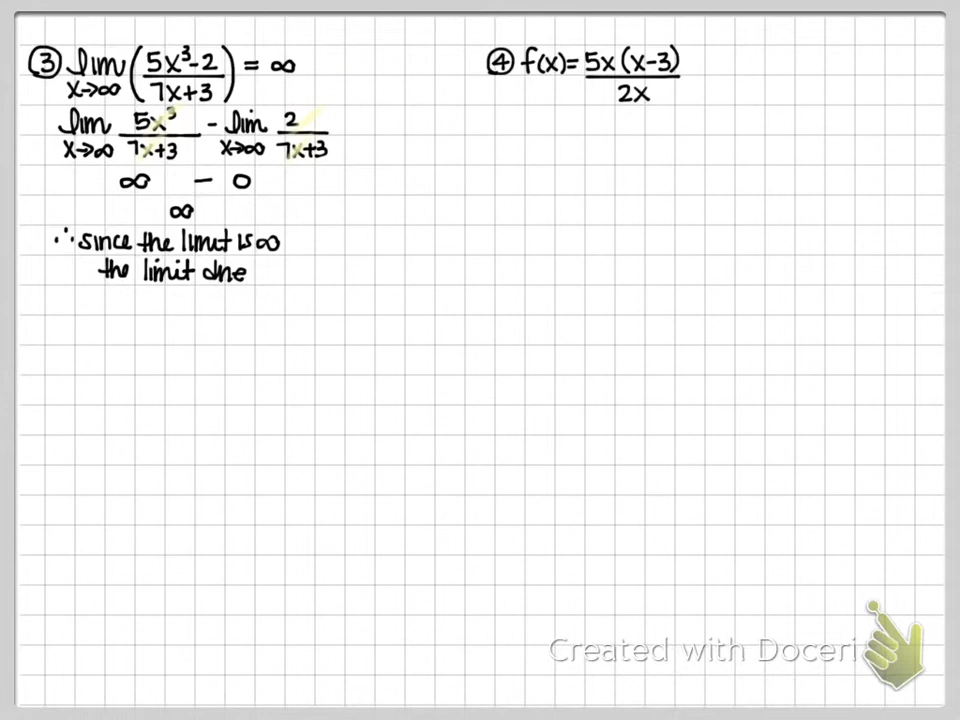 ③ lim x→∞ (5x³-2 / 7x+3) = ∞
lim x→∞ 5x³ / 7x+3 - lim x→∞ 2 / 7x+3
∞ - 0
∞
∴ since the limit is ∞
the limit dne
④ f(x)= 5x(x-3) / 2x
Created with Doceri